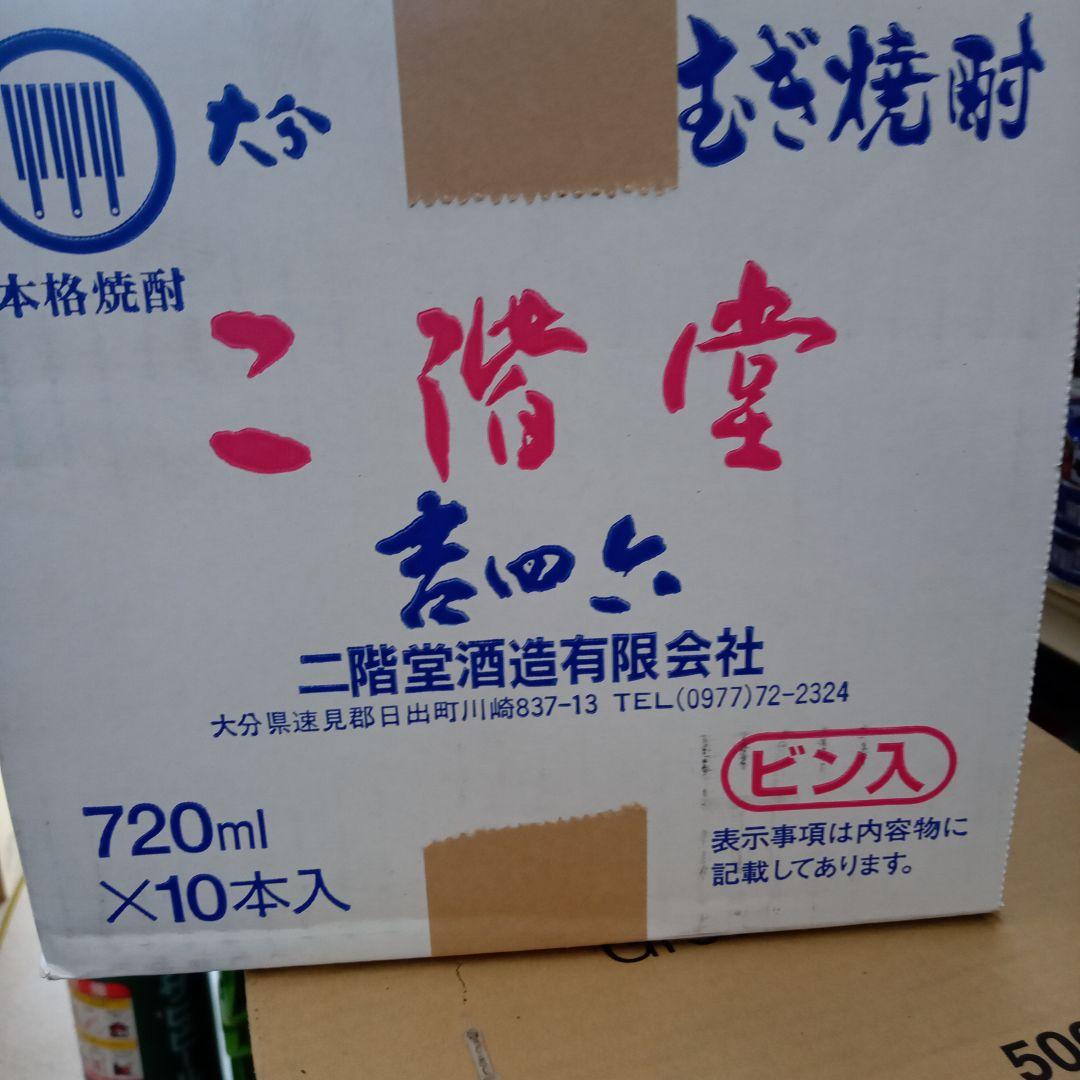 大分 むぎ焼酎
本格焼酎
二階堂
吉四六
二階堂酒造有限会社
大分県速見郡日出町川崎837-13 TEL(0977)72-2324
ビン入
720ml
×10本入
表示事項は内容物に
記載してあります。